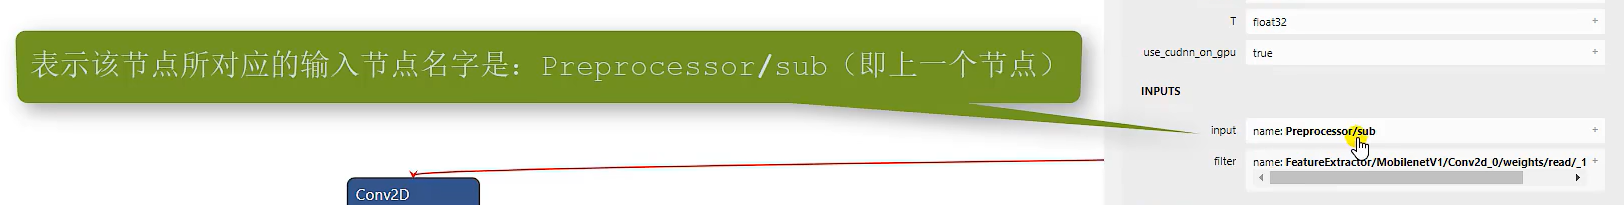 T float32
表示该节点所对应的输入节点名字是：Preprocessor/sub（即上一个节点）
use_cudnn_on_gpu true
INPUTS
input name: Preprocessor/sub
filter name: FeatureExtractor/MobilenetV1/Conv2d_0/weights/read/_1
Conv2D